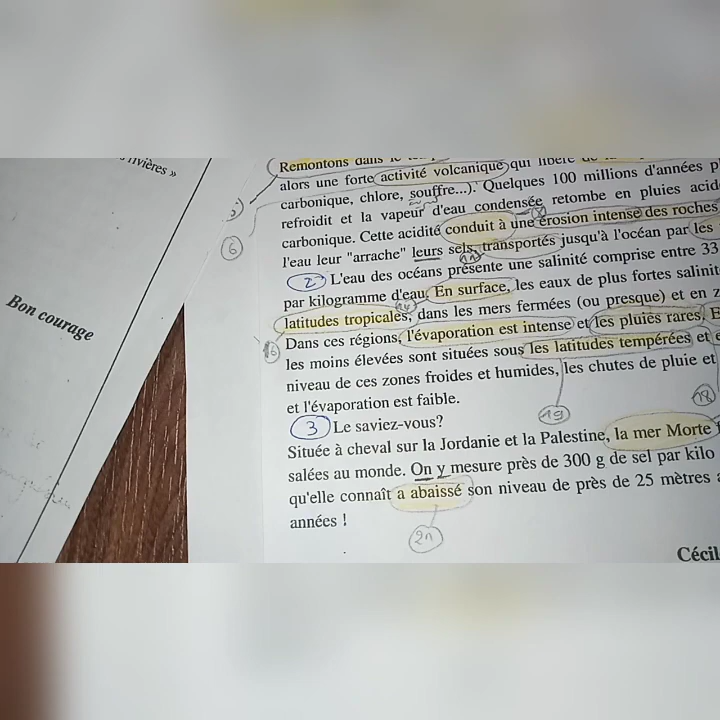 rivières »
Bon courage
Remontons dans le
alors une forte activité volcanique qui libère de
carbonique, chlore, souffre...). Quelques 100 millions d'années p
refroidit et la vapeur d'eau condensée retombe en pluies acid
carbonique. Cette acidité conduit à une érosion intense des roches
l'eau leur "arrache" leurs sels, transportés jusqu'à l'océan par les
2 L'eau des océans présente une salinité comprise entre 33
par kilogramme d'eau. En surface, les eaux de plus fortes salinit
latitudes tropicales, dans les mers fermées (ou presque) et en z
Dans ces régions, l'évaporation est intense et les pluies rares. E
les moins élevées sont situées sous les latitudes tempérées et e
niveau de ces zones froides et humides, les chutes de pluie et
et l'évaporation est faible.
3 Le saviez-vous?
Située à cheval sur la Jordanie et la Palestine, la mer Morte f
salées au monde. On y mesure près de 300 g de sel par kilo
qu'elle connaît a abaissé son niveau de près de 25 mètres a
années !
Cécil
6
19
18
21